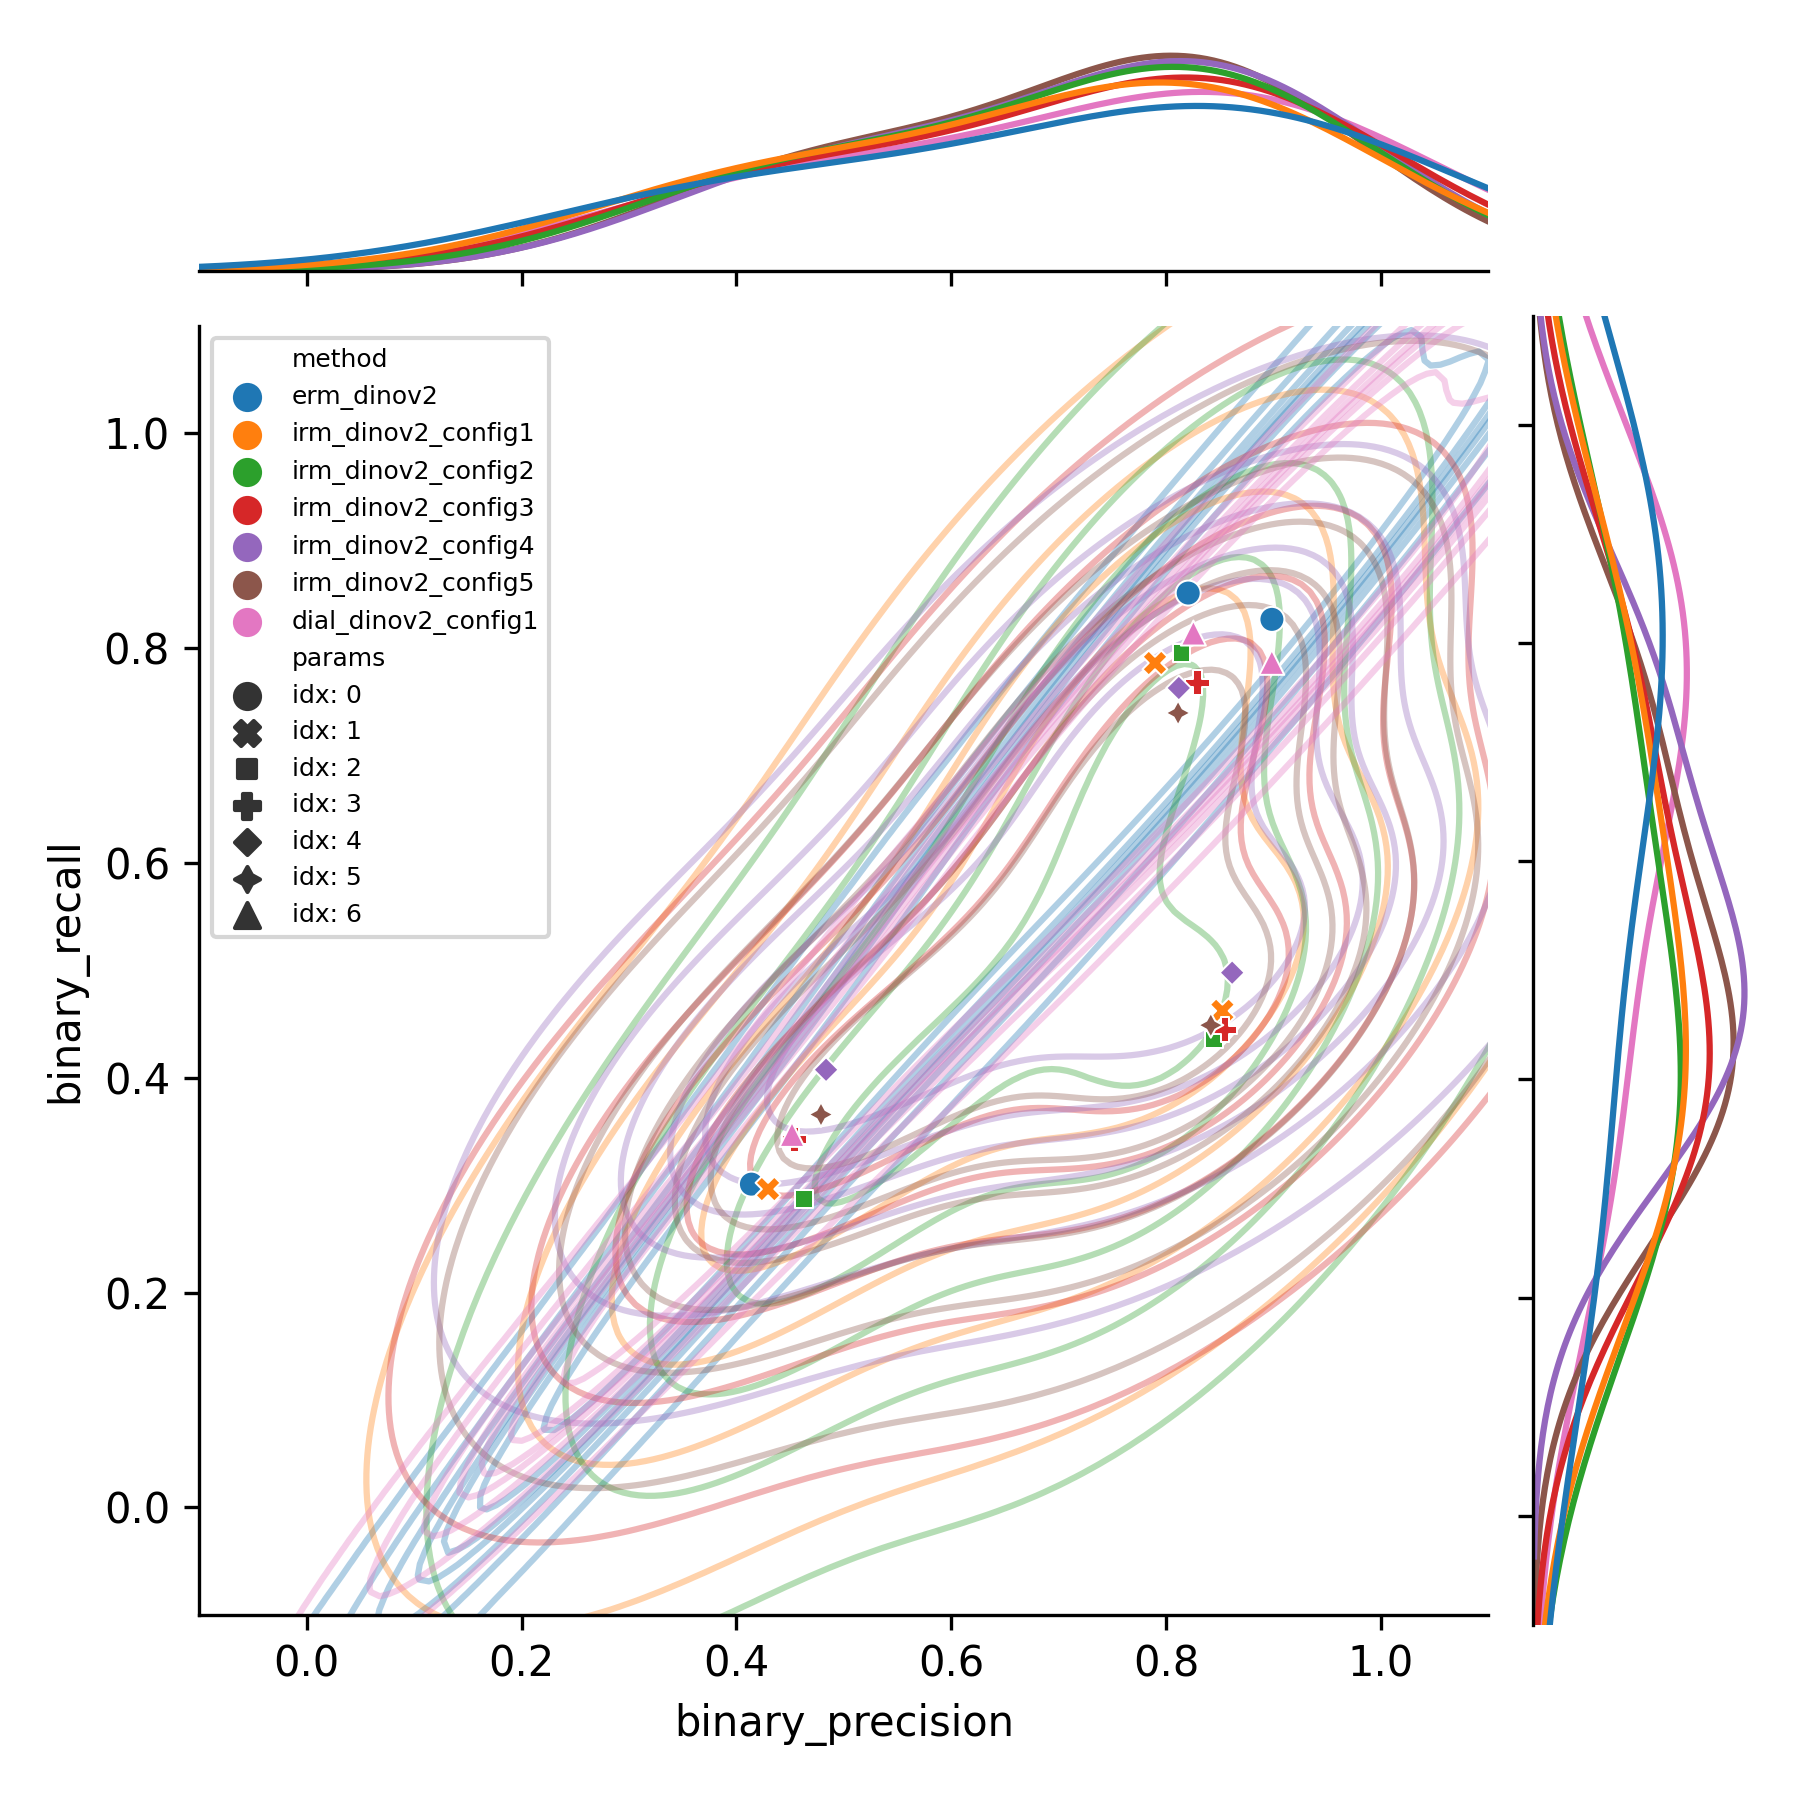 method
erm_dinov2
irm_dinov2_config1
irm_dinov2_config2
irm_dinov2_config3
irm_dinov2_config4
irm_dinov2_config5
dial_dinov2_config1
params
idx: 0
idx: 1
idx: 2
idx: 3
idx: 4
idx: 5
idx: 6
1.0
0.8
0.6
0.4
0.2
0.0
binary_recall
0.0 0.2 0.4 0.6 0.8 1.0
binary_precision